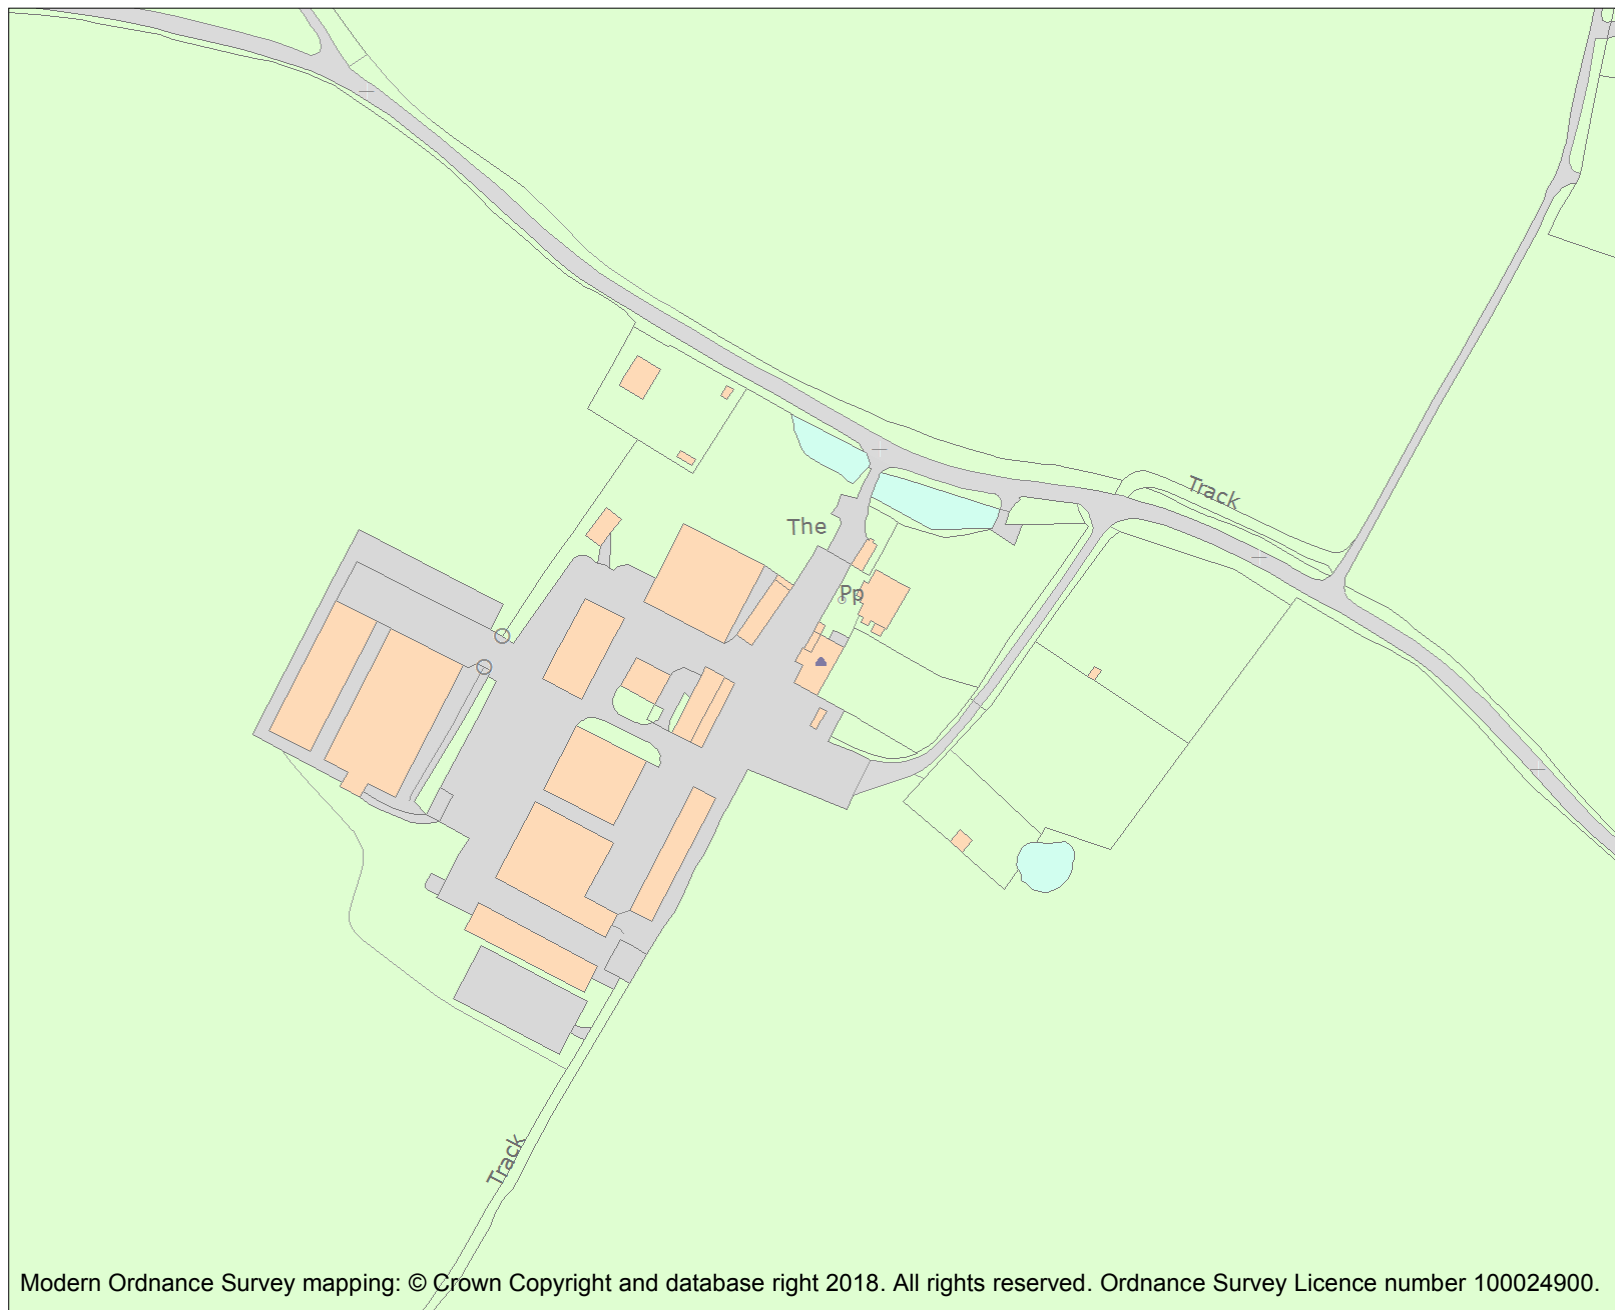 Track
The
Pp
Track
Modern Ordnance Survey mapping: © Crown Copyright and database right 2018. All rights reserved. Ordnance Survey Licence number 100024900.